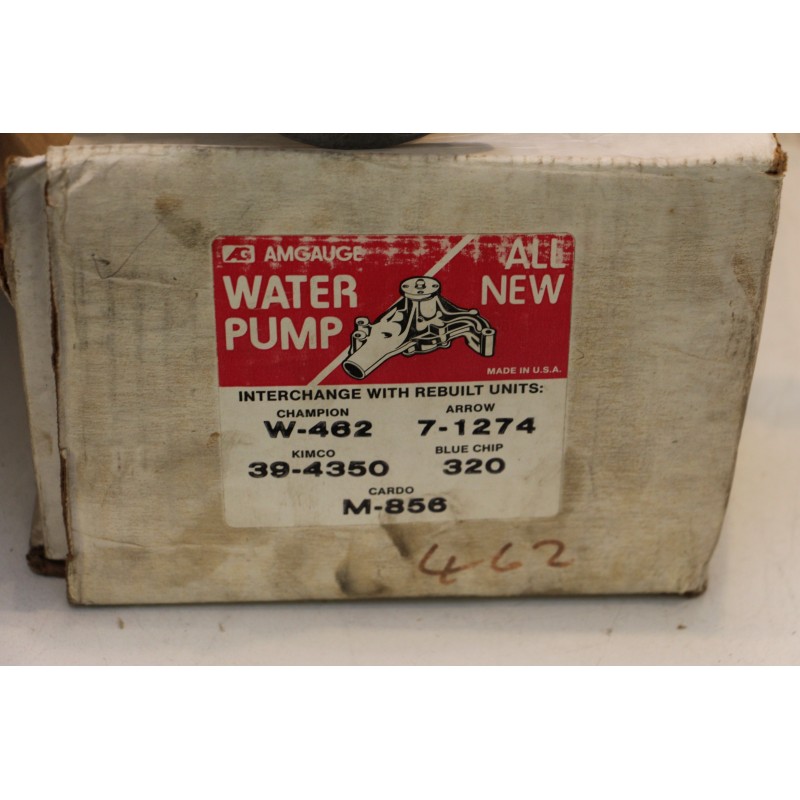 AG AMGAUGE
WATER
PUMP
ALL
NEW
MADE IN U.S.A.
INTERCHANGE WITH REBUILT UNITS:
CHAMPION ARROW
W-462 7-1274
KIMCO BLUE CHIP
39-4350 320
CARDO
M-856
462